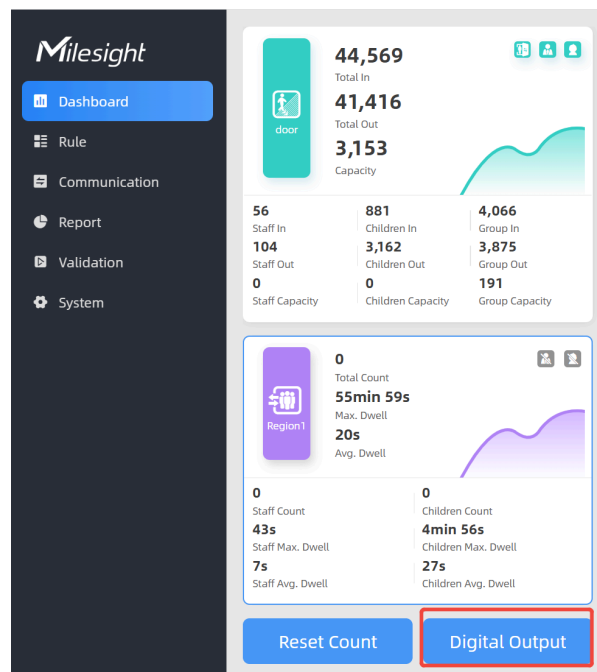 Milesight
Dashboard
Rule
Communication
Report
Validation
System
door
44,569
Total In
41,416
Total Out
3,153
Capacity
56
Staff In
881
Children In
4,066
Group In
104
Staff Out
3,162
Children Out
3,875
Group Out
0
Staff Capacity
0
Children Capacity
191
Group Capacity
Region1
0
Total Count
55min 59s
Max. Dwell
20s
Avg. Dwell
0
Staff Count
0
Children Count
43s
Staff Max. Dwell
4min 56s
Children Max. Dwell
7s
Staff Avg. Dwell
27s
Children Avg. Dwell
Reset Count
Digital Output